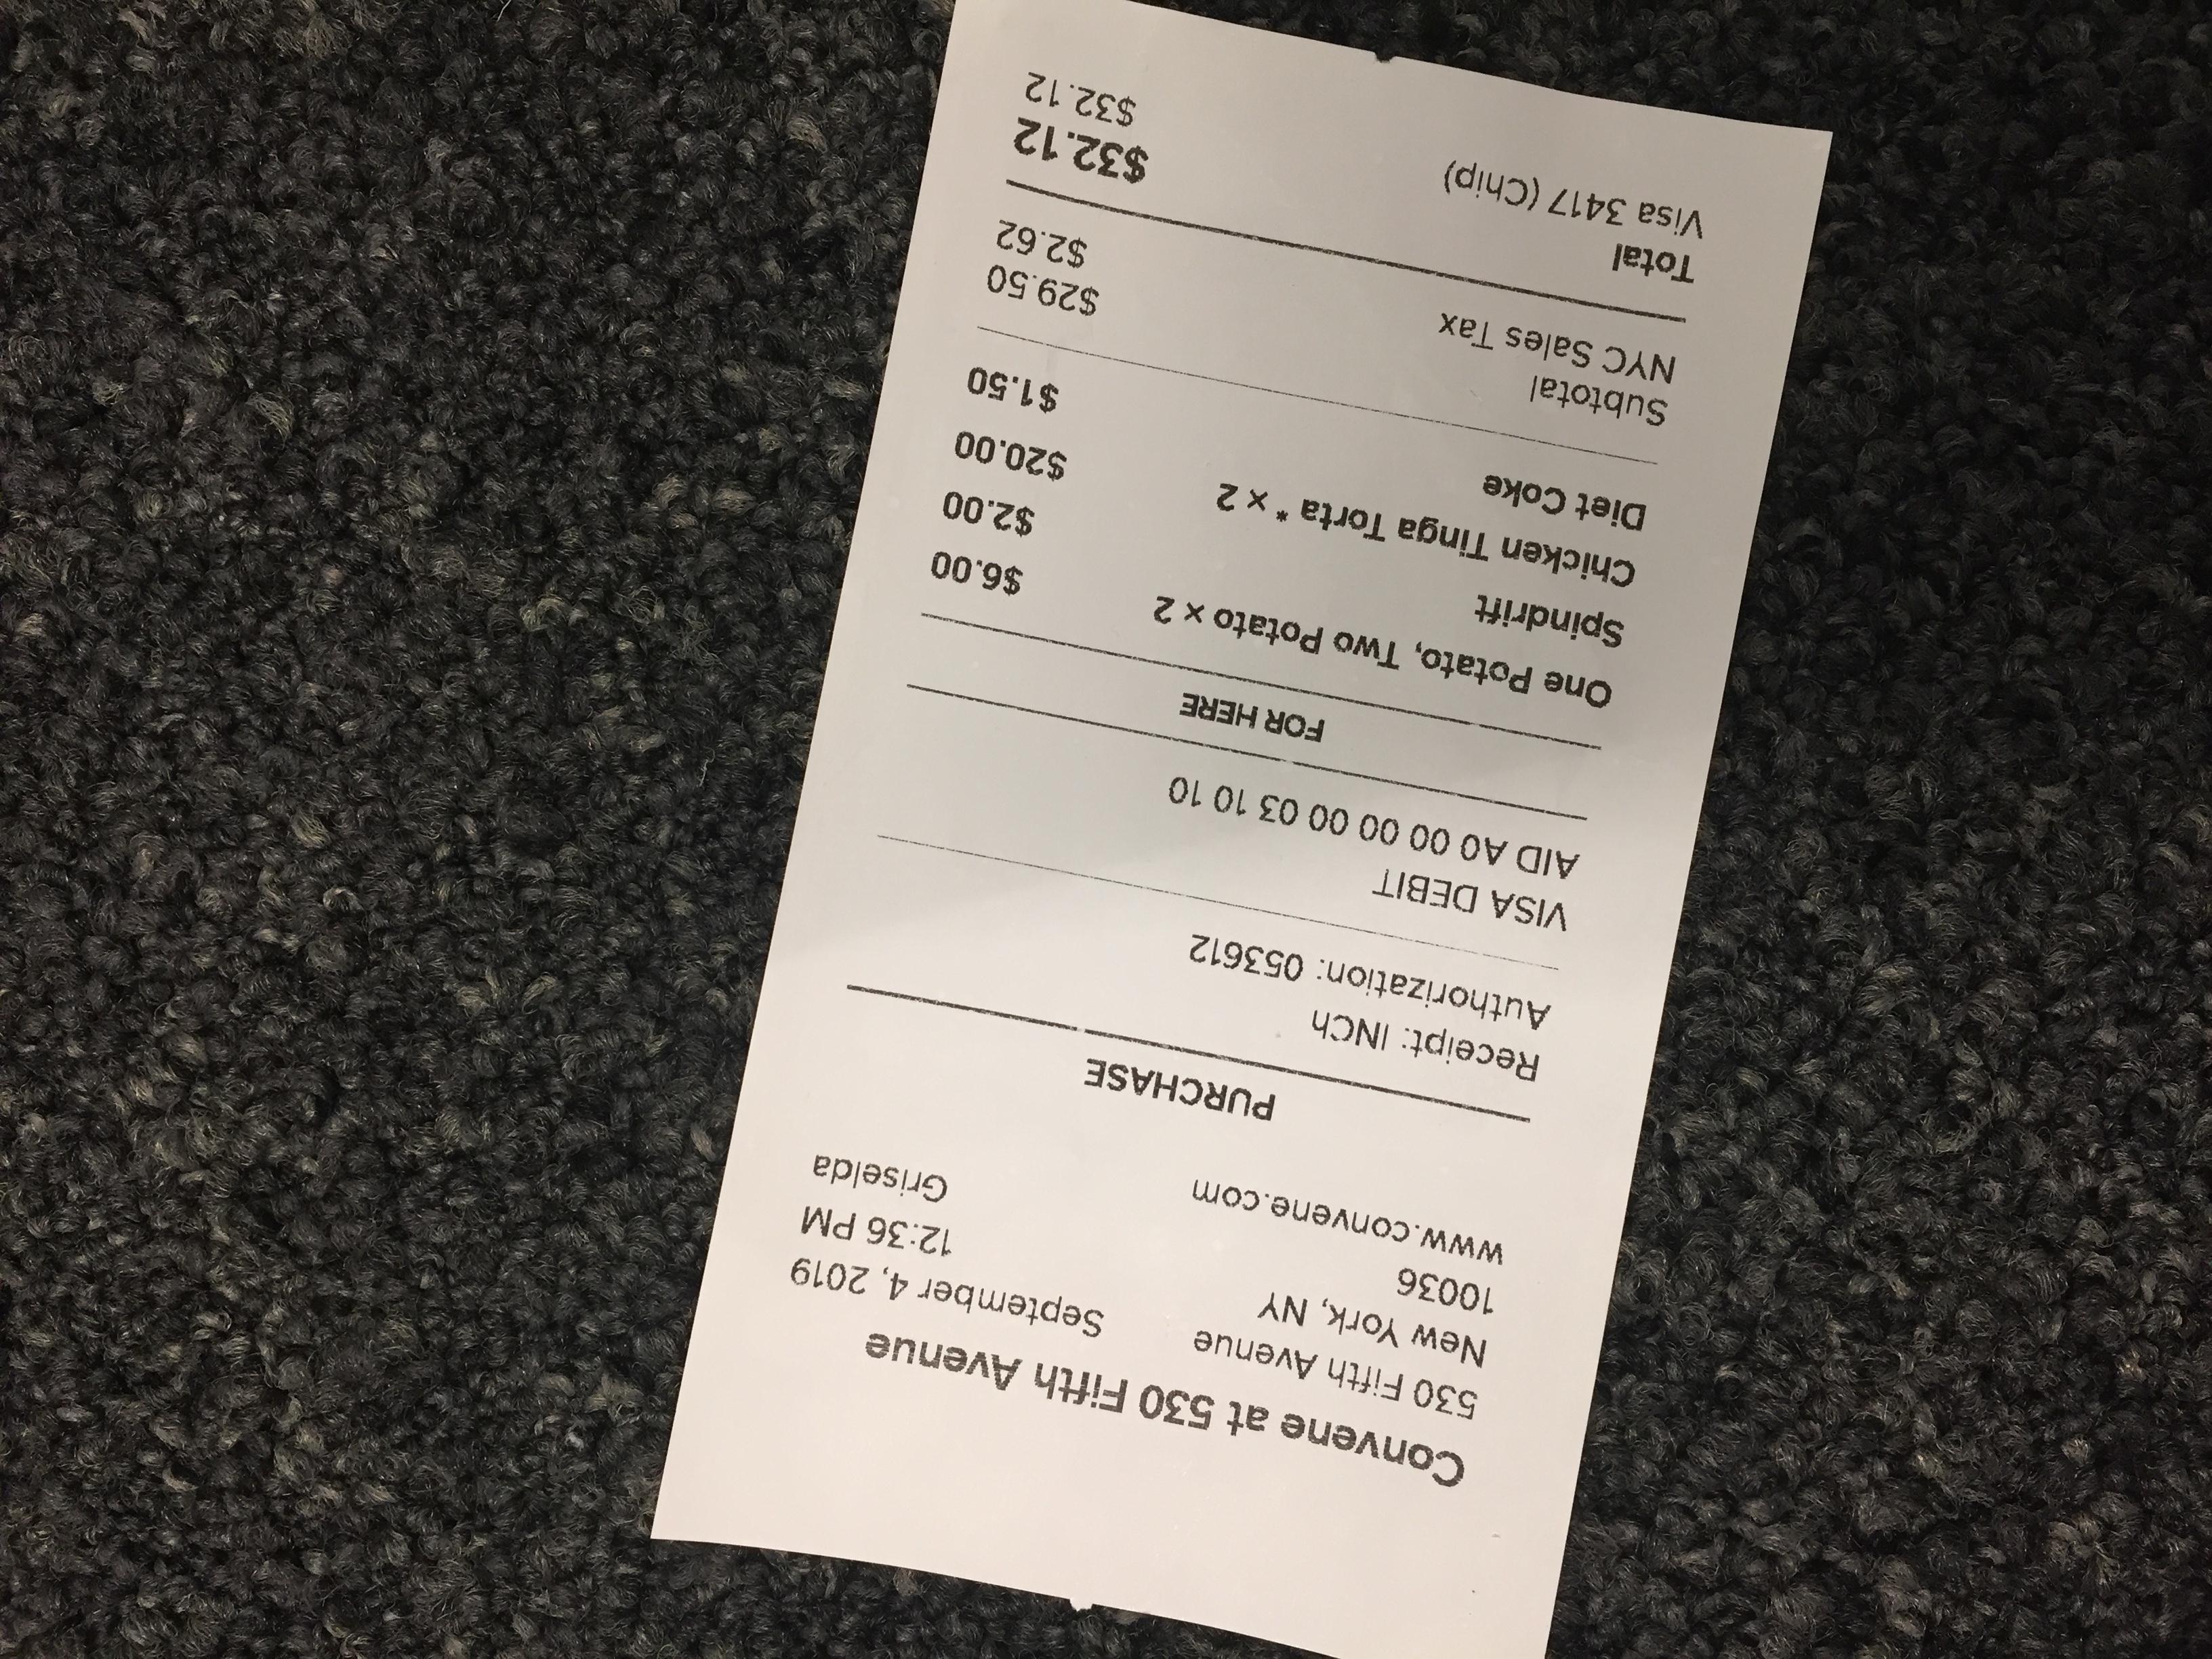 Convene at 530 Fifth Avenue
530 Fifth Avenue September 4, 2019
New York, NY 12:36 PM
10036 Griselda
www.convene.com
PURCHASE
Receipt: INCh
Authorization: 053612
VISA DEBIT
AID A0 00 00 00 03 10 10
FOR HERE
One Potato, Two Potato x 2 $6.00
Spindrift $2.00
Chicken Tinga Torta * x 2 $20.00
Diet Coke $1.50
Subtotal $29.50
NYC Sales Tax $2.62
Total $32.12
Visa 3417 (Chip) $32.12